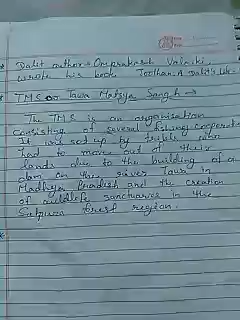 Dalit author Omprakash Valmiki,
wrote his book Joothan: A Dalit's Life.
TMS Tawa Matsya Sangh →
The TMS is an organisation
consisting of several fishing cooperate
It was set up by tribals who
had to move out of their
lands due to the building of a
dam on the river Tawa in
Madhya Pradesh and the creation
of wildlife sanctuaries in the
Satpura forest region.